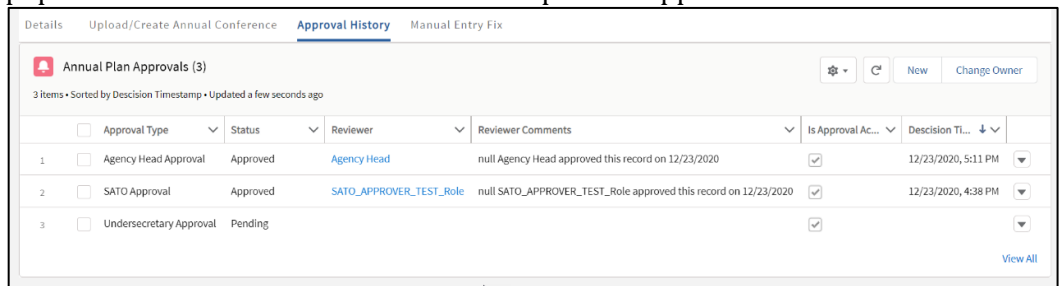 Details Upload/Create Annual Conference Approval History Manual Entry Fix
Annual Plan Approvals (3)
New Change Owner
3 items • Sorted by Descision Timestamp • Updated a few seconds ago
Approval Type Status Reviewer Reviewer Comments Is Approval Ac... Descision Ti...
1 Agency Head Approval Approved Agency Head null Agency Head approved this record on 12/23/2020 12/23/2020, 5:11 PM
2 SATO Approval Approved SATO_APPROVER_TEST_Role null SATO_APPROVER_TEST_Role approved this record on 12/23/2020 12/23/2020, 4:38 PM
3 Undersecretary Approval Pending
View All